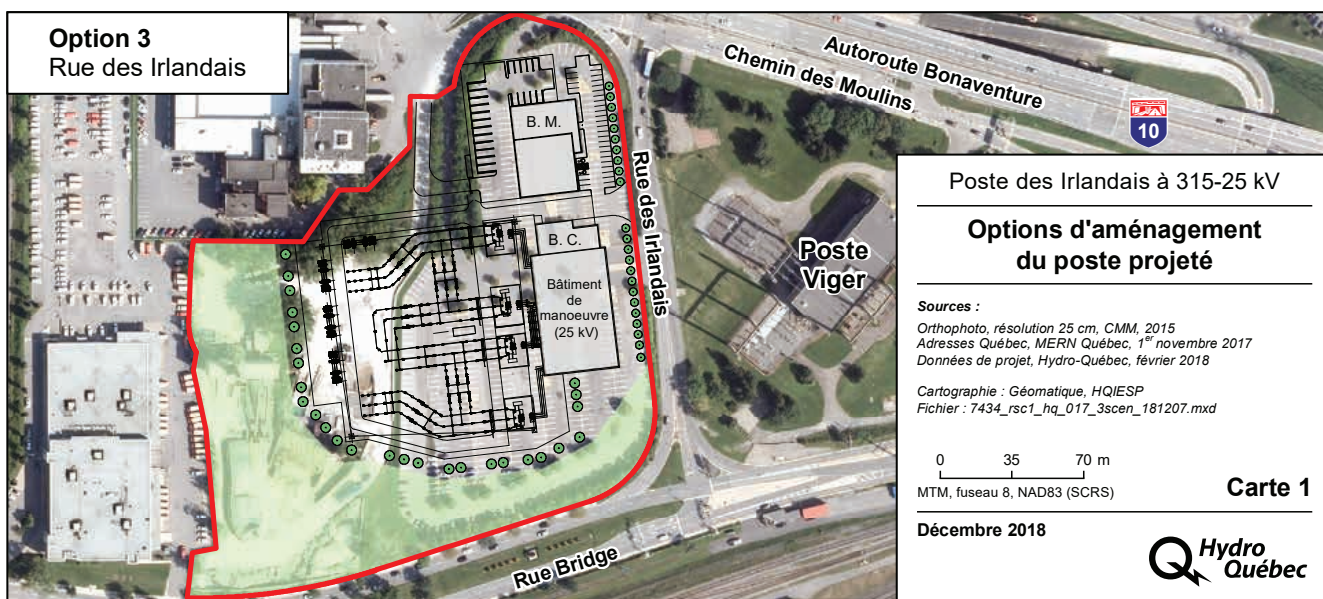 Option 3
Rue des Irlandais
B. M.
B. C.
Bâtiment
de
manoeuvre
(25 kV)
Rue des Irlandais
Poste
Viger
Autoroute Bonaventure
Chemin des Moulins
10
Rue Bridge
Poste des Irlandais à 315-25 kV
Options d'aménagement
du poste projeté
Sources :
Orthophoto, résolution 25 cm, CMM, 2015
Adresses Québec, MERN Québec, 1er novembre 2017
Données de projet, Hydro-Québec, février 2018
Cartographie : Géomatique, HQIESP
Fichier : 7434_rsc1_hq_017_3scen_181207.mxd
0 35 70 m
MTM, fuseau 8, NAD83 (SCRS)
Carte 1
Décembre 2018
Hydro
Québec